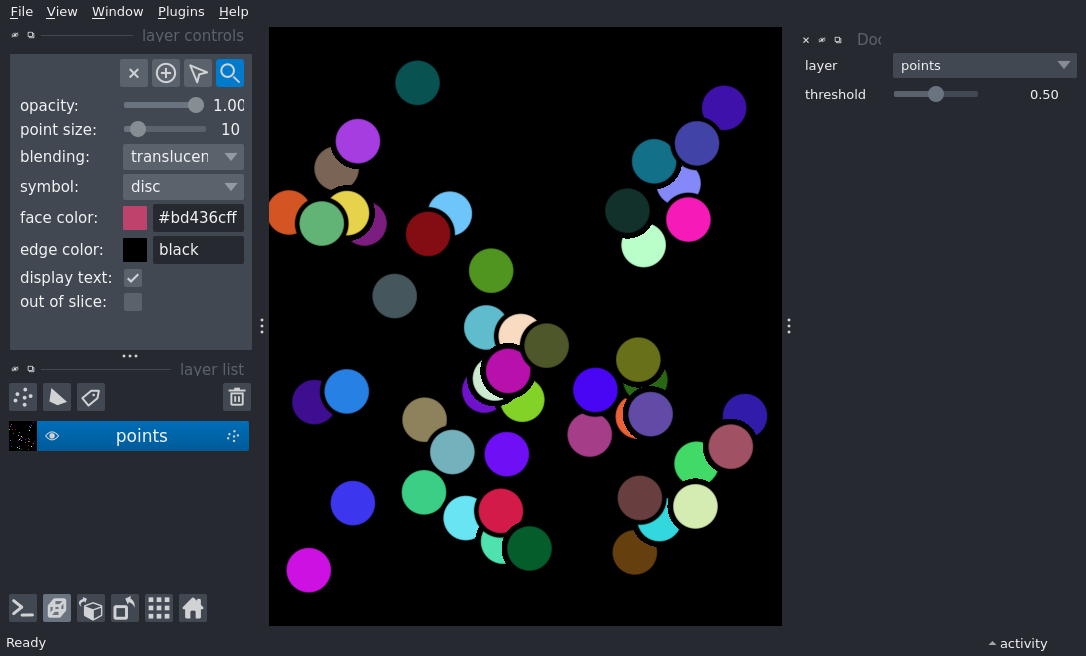 File View Window Plugins Help
layer controls
opacity: 1.00
point size: 10
blending: translucen
symbol: disc
face color: #bd436cff
edge color: black
display text:
out of slice:
layer list
points
Ready
Doc
layer points
threshold 0.50
activity